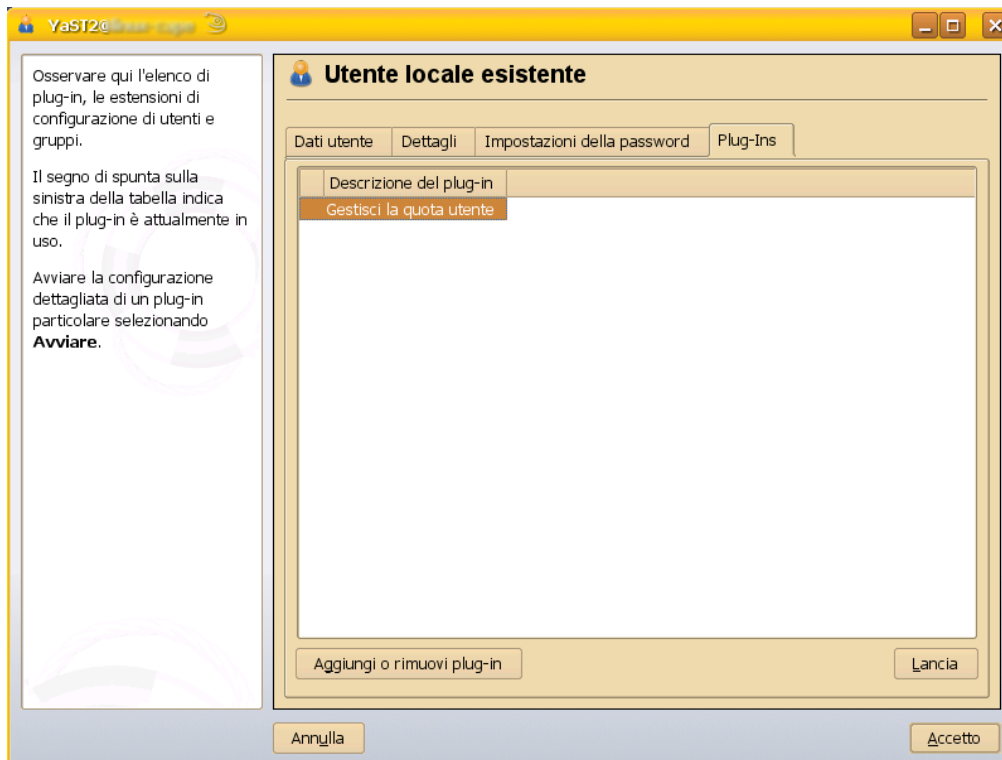 YaST2@
Osservare qui l'elenco di
plug-in, le estensioni di
configurazione di utenti e
gruppi.
Il segno di spunta sulla
sinistra della tabella indica
che il plug-in è attualmente in
uso.
Avviare la configurazione
dettagliata di un plug-in
particolare selezionando
Avviare.
Utente locale esistente
Dati utente Dettagli Impostazioni della password Plug-Ins
Descrizione del plug-in
Gestisci la quota utente
Aggiungi o rimuovi plug-in Lancia
Annulla Accetto